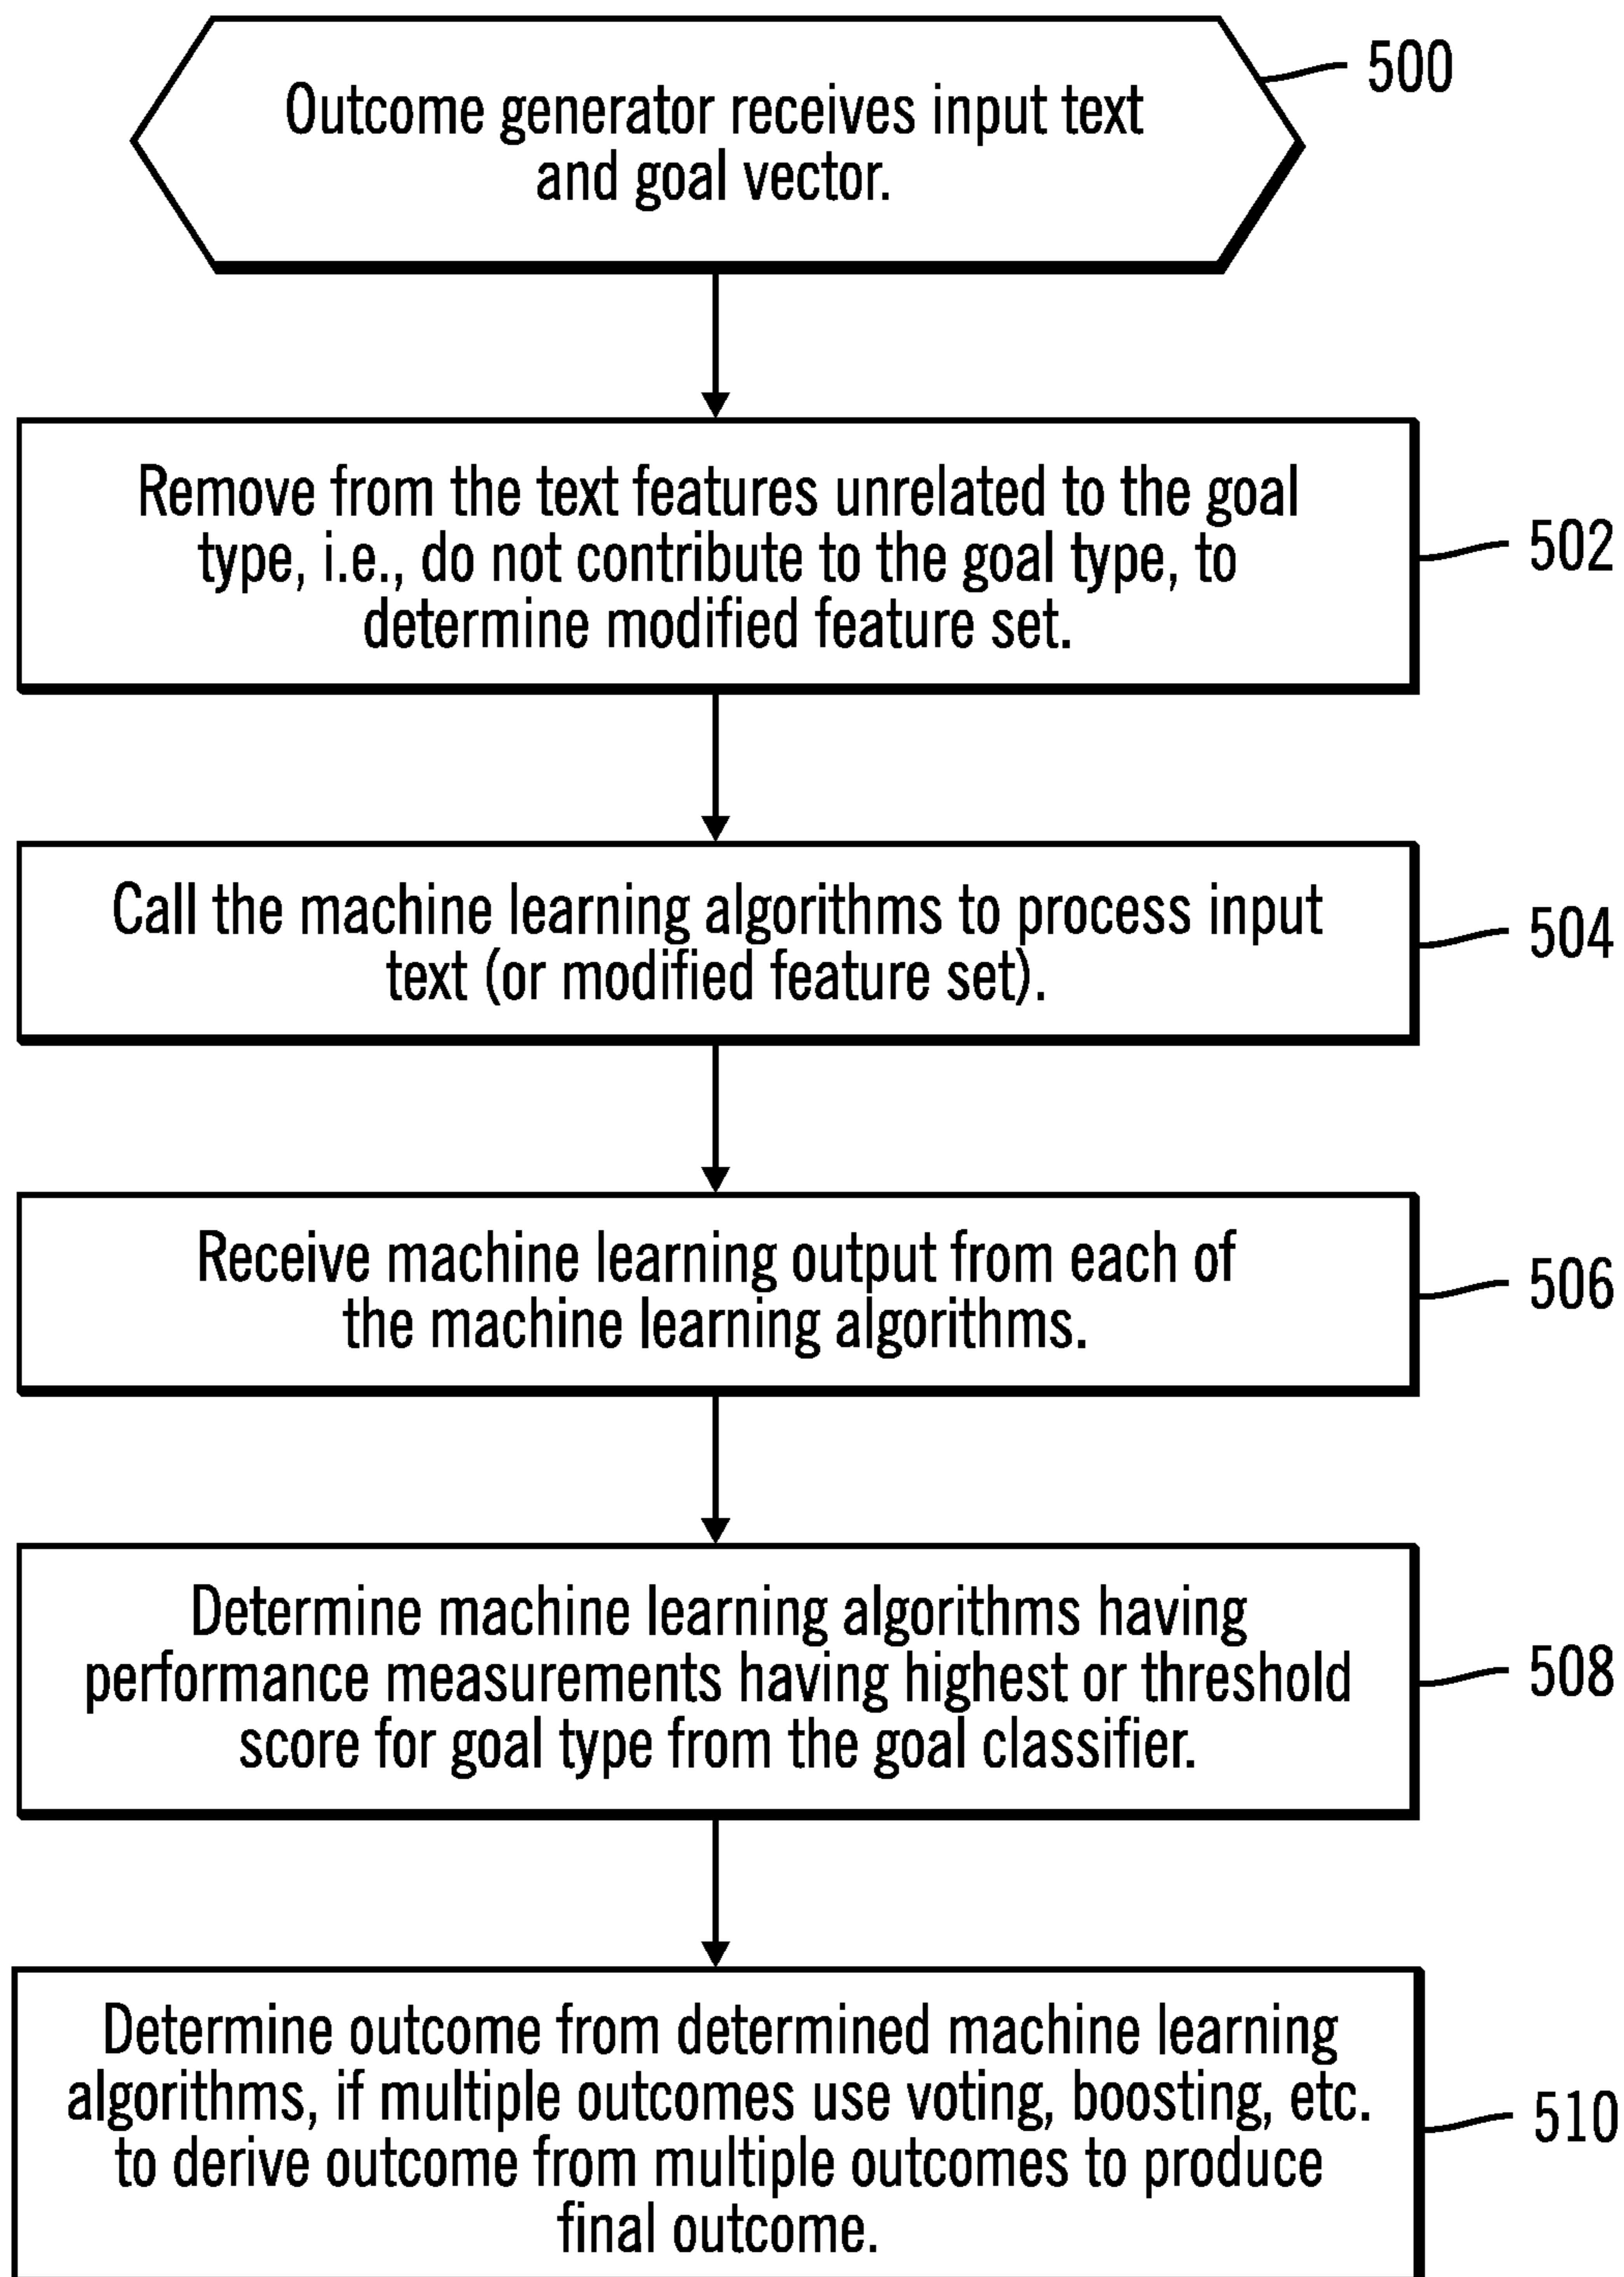 Outcome generator receives input text
and goal vector.
500
Remove from the text features unrelated to the goal
type, i.e., do not contribute to the goal type, to
determine modified feature set.
502
Call the machine learning algorithms to process input
text (or modified feature set).
504
Receive machine learning output from each of
the machine learning algorithms.
506
Determine machine learning algorithms having
performance measurements having highest or threshold
score for goal type from the goal classifier.
508
Determine outcome from determined machine learning
algorithms, if multiple outcomes use voting, boosting, etc.
to derive outcome from multiple outcomes to produce
final outcome.
510